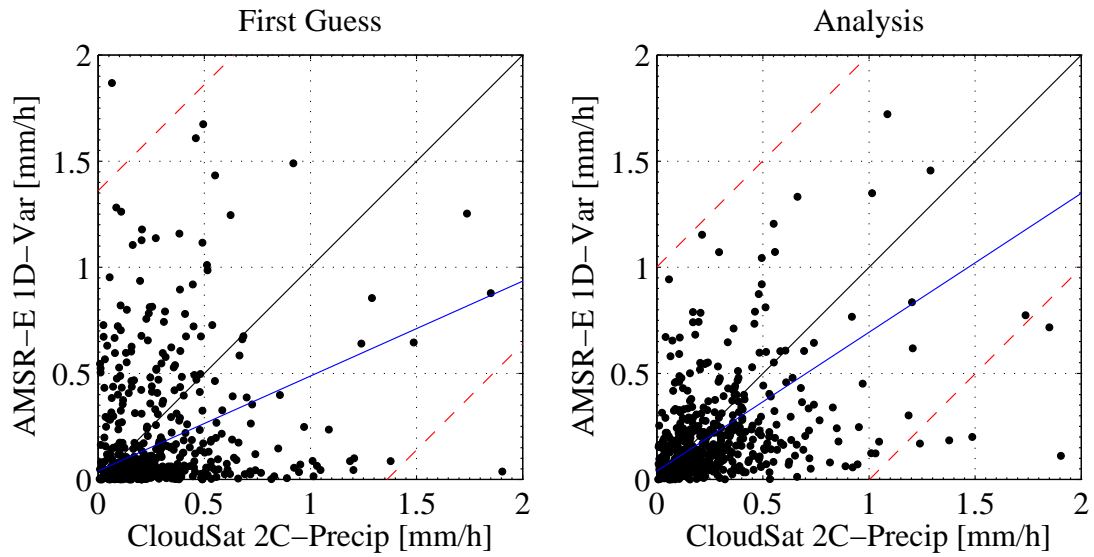 First Guess
2
1.5
1
0.5
0
0 0.5 1 1.5 2
AMSR−E 1D−Var [mm/h]
CloudSat 2C−Precip [mm/h]
Analysis
2
1.5
1
0.5
0
0 0.5 1 1.5 2
AMSR−E 1D−Var [mm/h]
CloudSat 2C−Precip [mm/h]